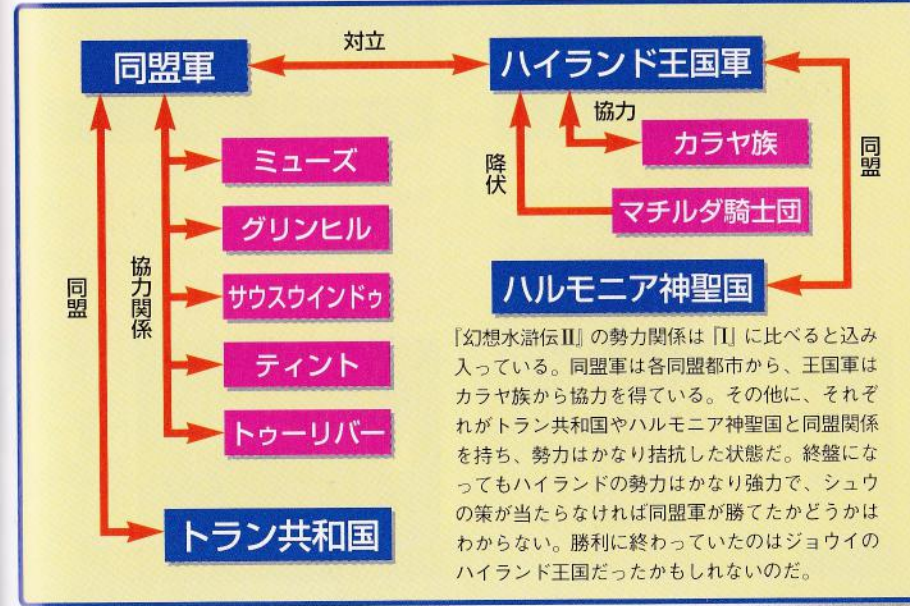 対立
同盟軍
ハイランド王国軍
協力
カラヤ族
降伏
マチルダ騎士団
同盟
ハルモニア神聖国
ミューズ
グリンヒル
サウスウインドゥ
ティント
トゥーリバー
協力関係
同盟
トラン共和国
『幻想水滸伝Ⅱ』の勢力関係は『Ⅰ』に比べると込み
入っている。同盟軍は各同盟都市から、王国軍は
カラヤ族から協力を得ている。その他に、それぞ
れがトラン共和国やハルモニア神聖国と同盟関係
を持ち、勢力はかなり拮抗した状態だ。終盤にな
ってもハイランドの勢力はかなり強力で、シュウ
の策が当たらなければ同盟軍が勝てたかどうかは
わからない。勝利に終わっていたのはジョウイの
ハイランド王国だったかもしれないのだ。